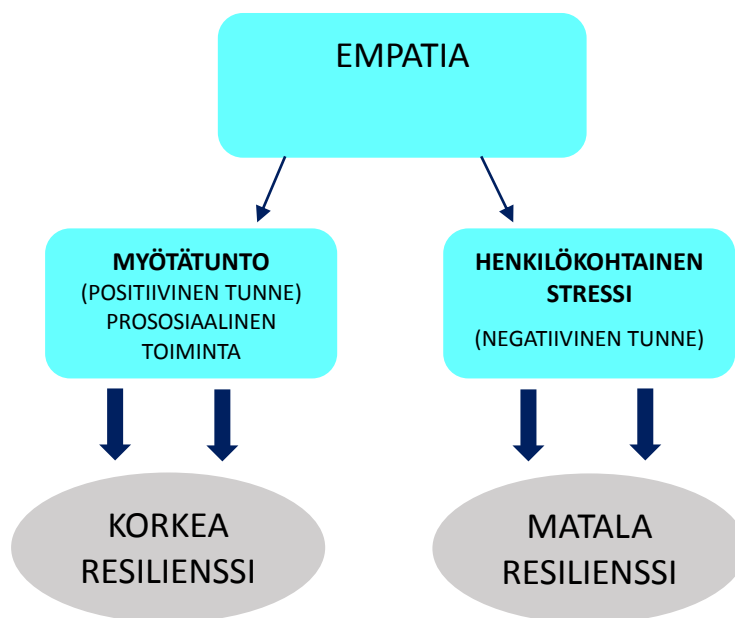 EMPATIA
MYÖTÄTUNTO
(POSITIIVINEN TUNNE)
PROSOSIAALINEN
TOIMINTA
HENKILÖKOHTAINEN
STRESSI
(NEGATIIVINEN TUNNE)
KORKEA
RESILIENSSI
MATALA
RESILIENSSI